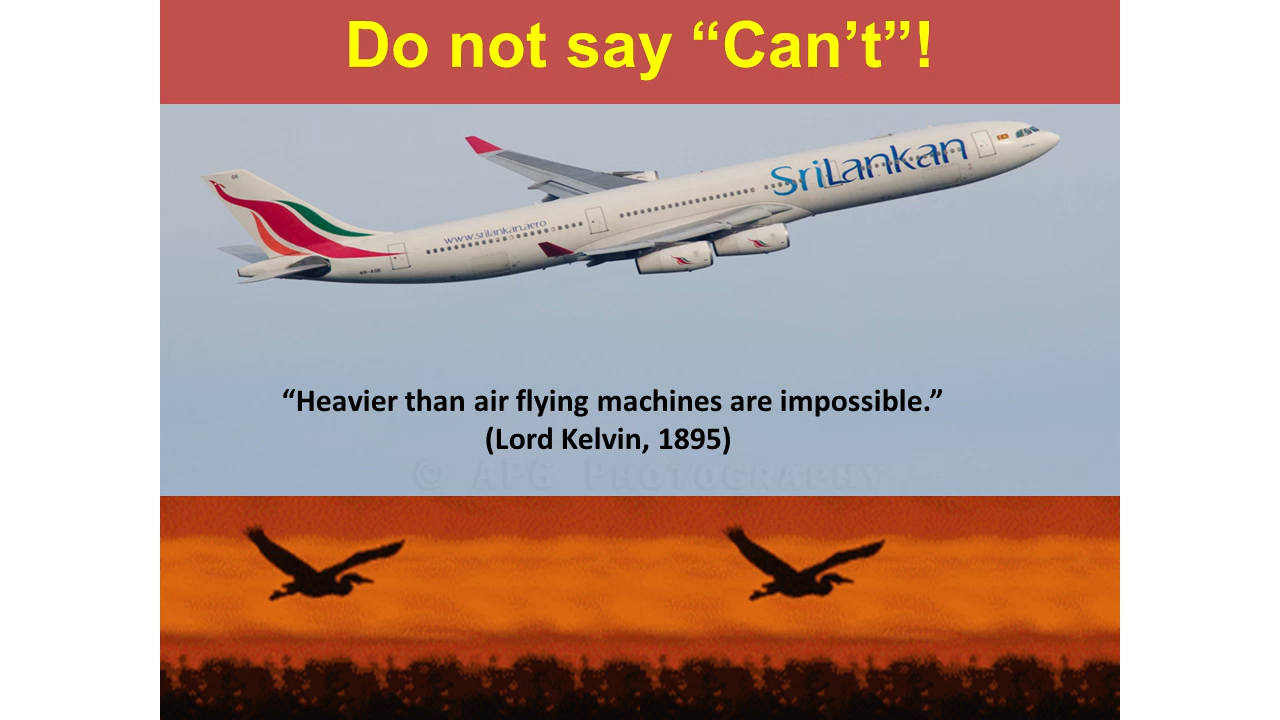 Do not say “Can’t”!
SriLankan
www.srilankan.aero
“Heavier than air flying machines are impossible.”
(Lord Kelvin, 1895)
© APG Photography